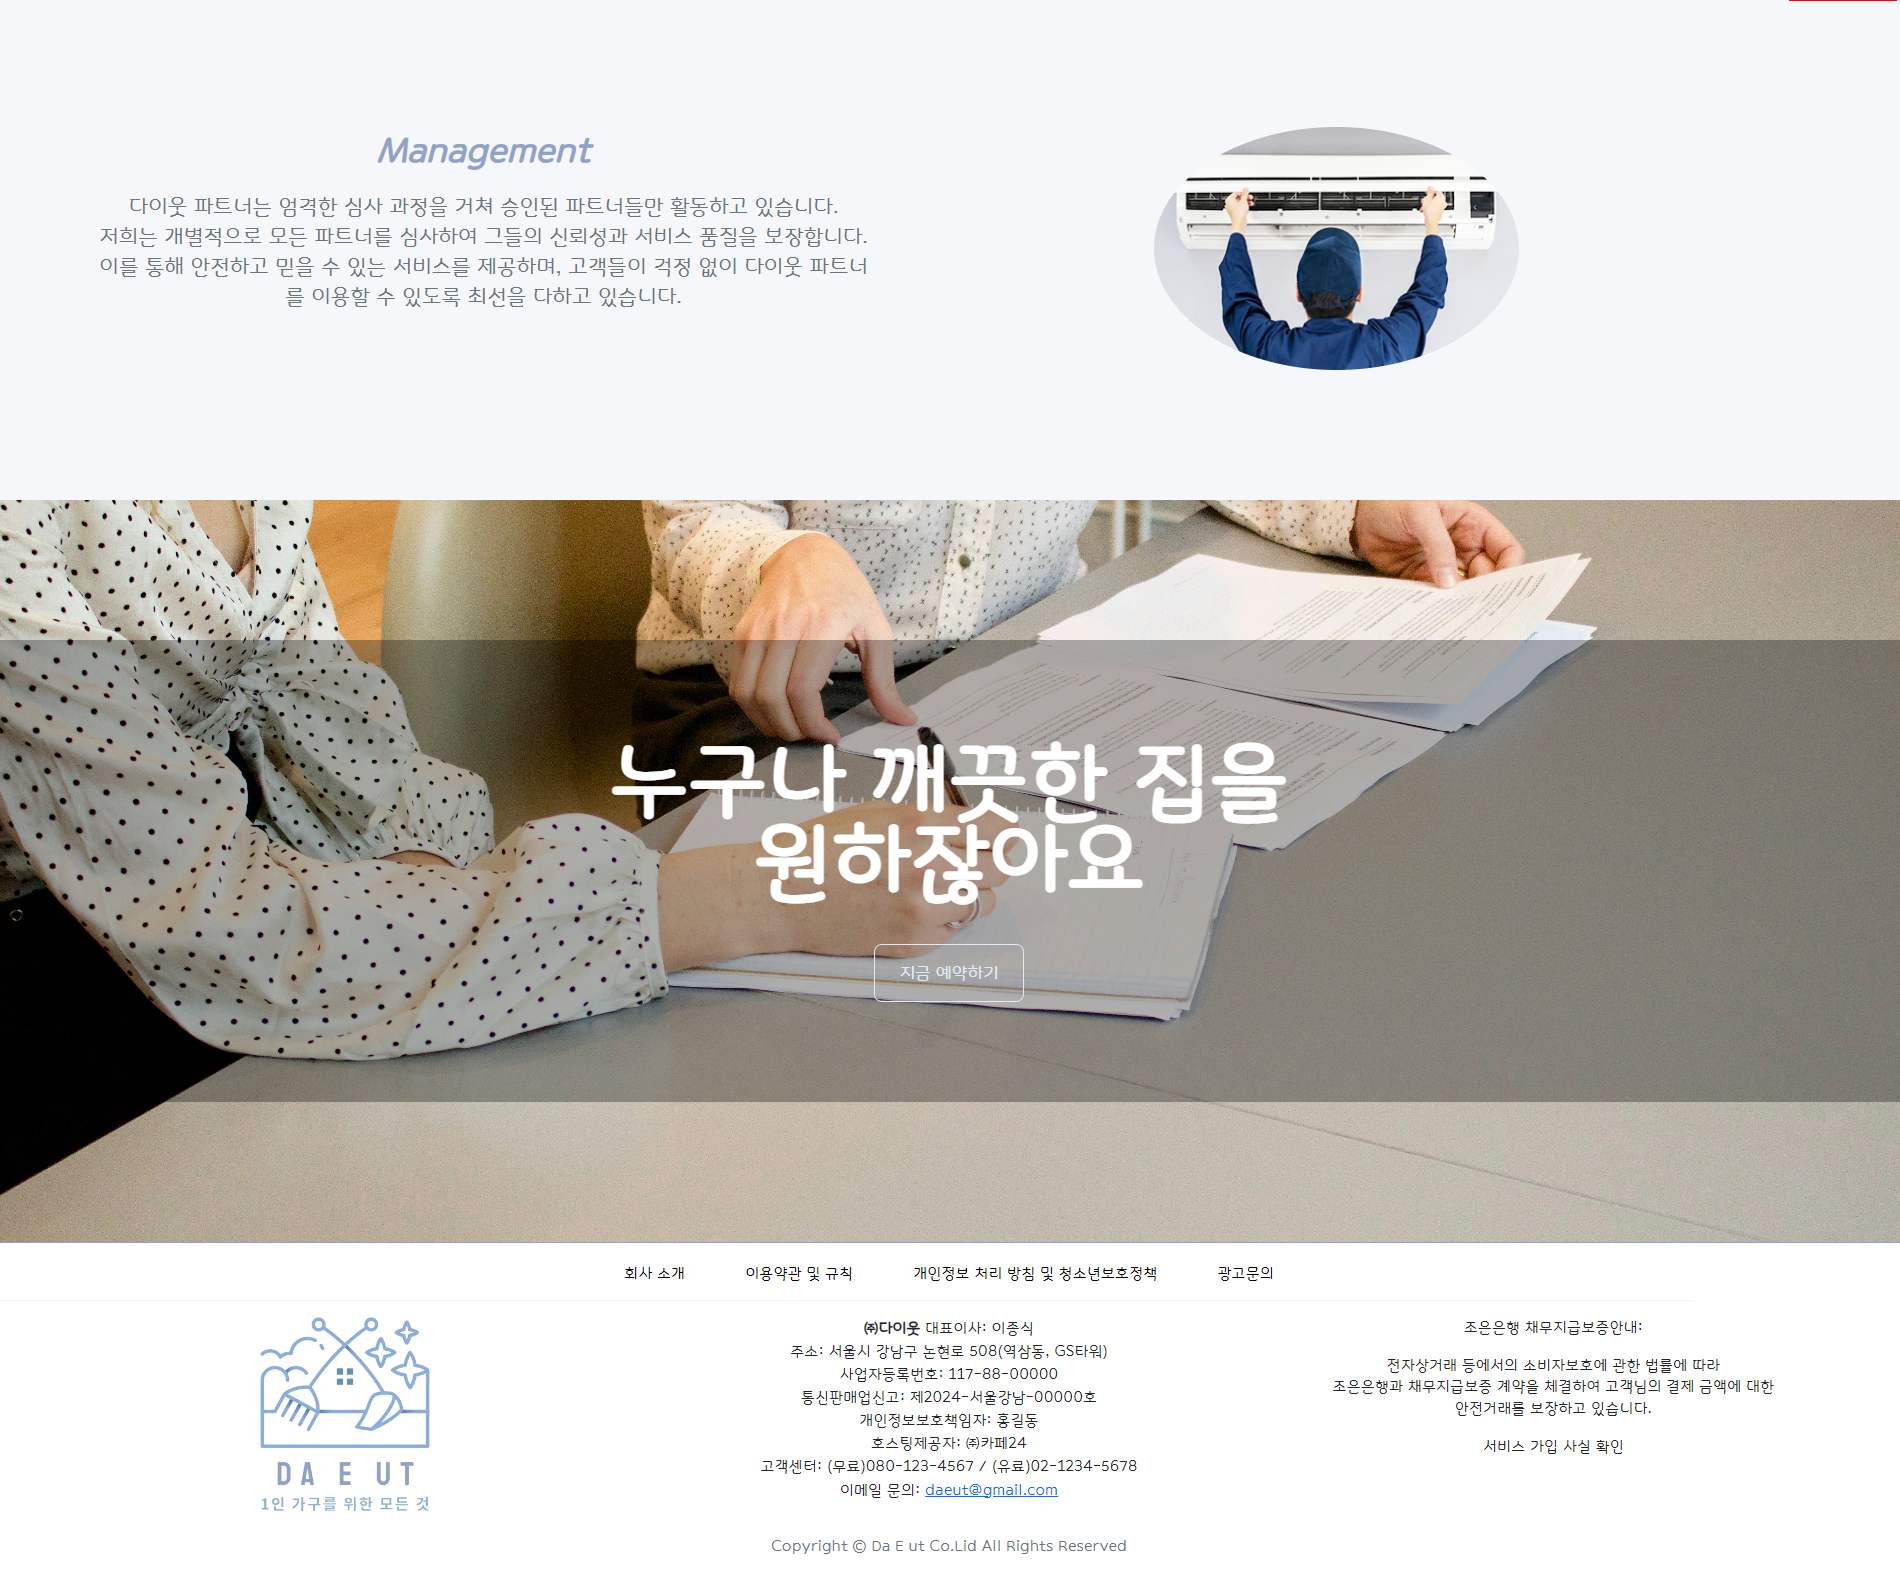 Management
다이웃 파트너는 엄격한 심사 과정을 거쳐 승인된 파트너들만 활동하고 있습니다.
저희는 개별적으로 모든 파트너를 심사하여 그들의 신뢰성과 서비스 품질을 보장합니다.
이를 통해 안전하고 믿을 수 있는 서비스를 제공하며, 고객들이 걱정 없이 다이웃 파트너
를 이용할 수 있도록 최선을 다하고 있습니다.
누구나 깨끗한 집을
원하잖아요
지금 예약하기
회사 소개
이용약관 및 규칙
개인정보 처리 방침 및 청소년보호정책
광고문의
DA E UT
1인 가구를 위한 모든 것
㈜다이웃 대표이사: 이종식
주소: 서울시 강남구 논현로 508(역삼동, GS타워)
사업자등록번호: 117-88-00000
통신판매업신고: 제2024-서울강남-00000호
개인정보보호책임자: 홍길동
호스팅제공자: ㈜카페24
고객센터: (무료)080-123-4567 / (유료)02-1234-5678
이메일 문의: daeut@gmail.com
조은은행 채무지급보증안내:
전자상거래 등에서의 소비자보호에 관한 법률에 따라
조은은행과 채무지급보증 계약을 체결하여 고객님의 결제 금액에 대한
안전거래를 보장하고 있습니다.
서비스 가입 사실 확인
Copyright © Da E ut Co.Lid All Rights Reserved